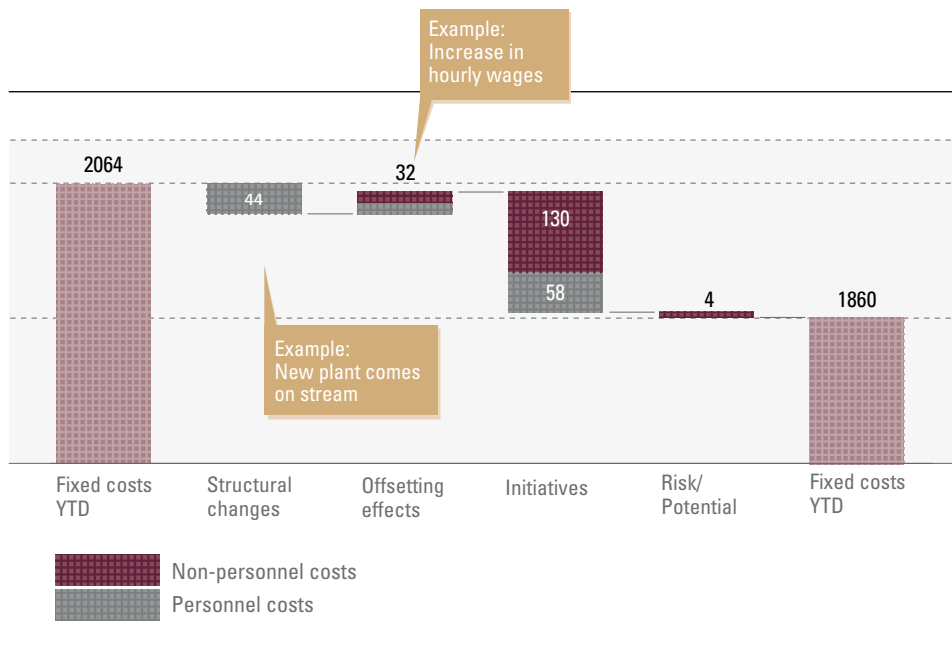 Example:
Increase in
hourly wages
2064
44
32
130
58
4
1860
Example:
New plant comes
on stream
Fixed costs
YTD
Structural
changes
Offsetting
effects
Initiatives
Risk/
Potential
Fixed costs
YTD
Non-personnel costs
Personnel costs